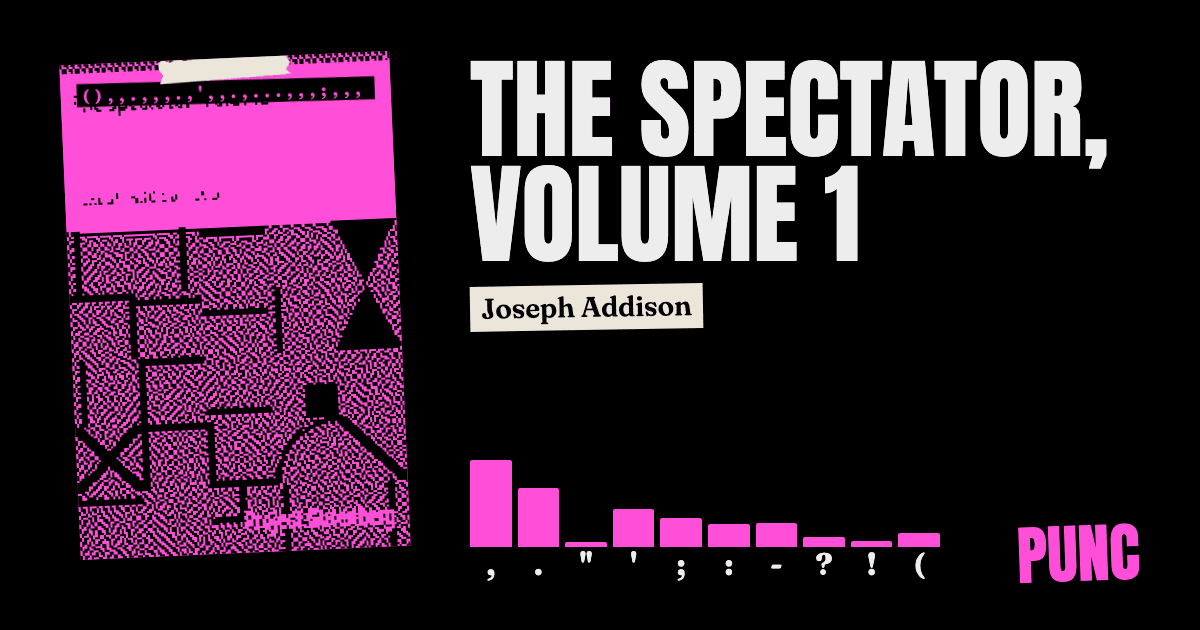 THE SPECTATOR,
VOLUME 1
Joseph Addison
, . " ' ; : - ? ! (
PUNC